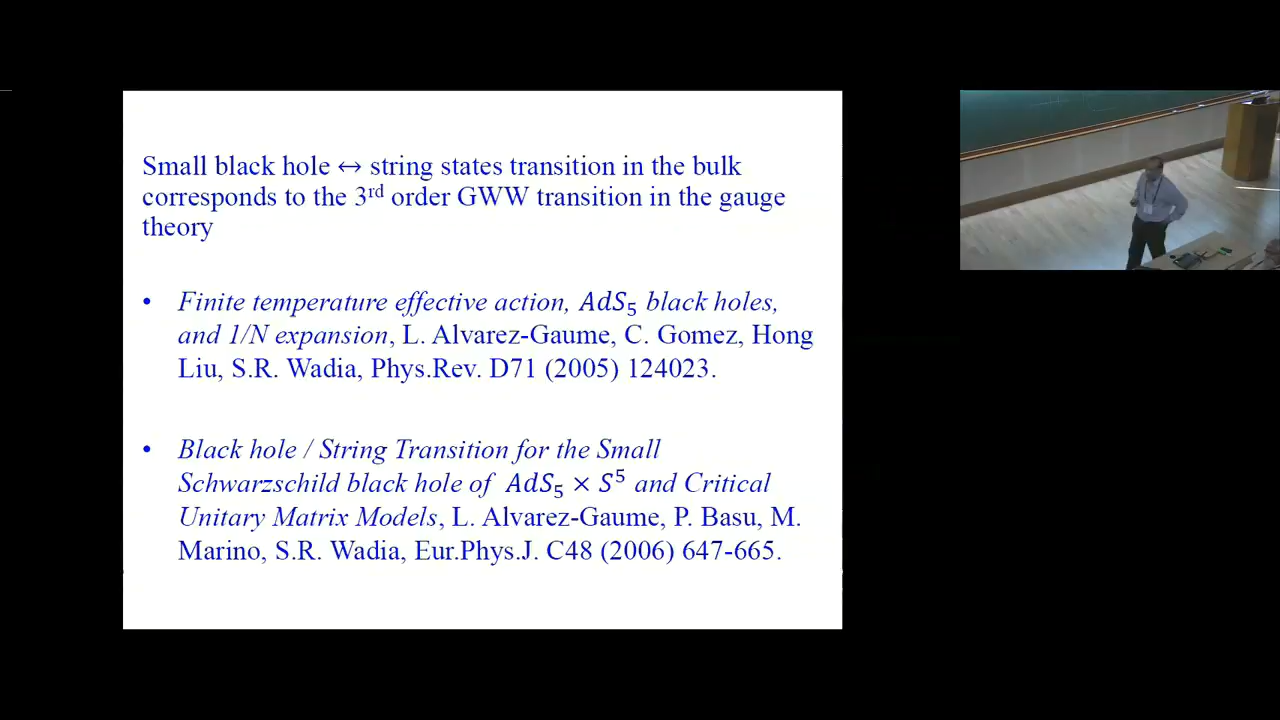 Small black hole ↔ string states transition in the bulk
corresponds to the 3rd order GWW transition in the gauge
theory
• Finite temperature effective action, AdS5 black holes,
and 1/N expansion, L. Alvarez-Gaume, C. Gomez, Hong
Liu, S.R. Wadia, Phys.Rev. D71 (2005) 124023.
• Black hole / String Transition for the Small
Schwarzschild black hole of AdS5 × S5 and Critical
Unitary Matrix Models, L. Alvarez-Gaume, P. Basu, M.
Marino, S.R. Wadia, Eur.Phys.J. C48 (2006) 647-665.